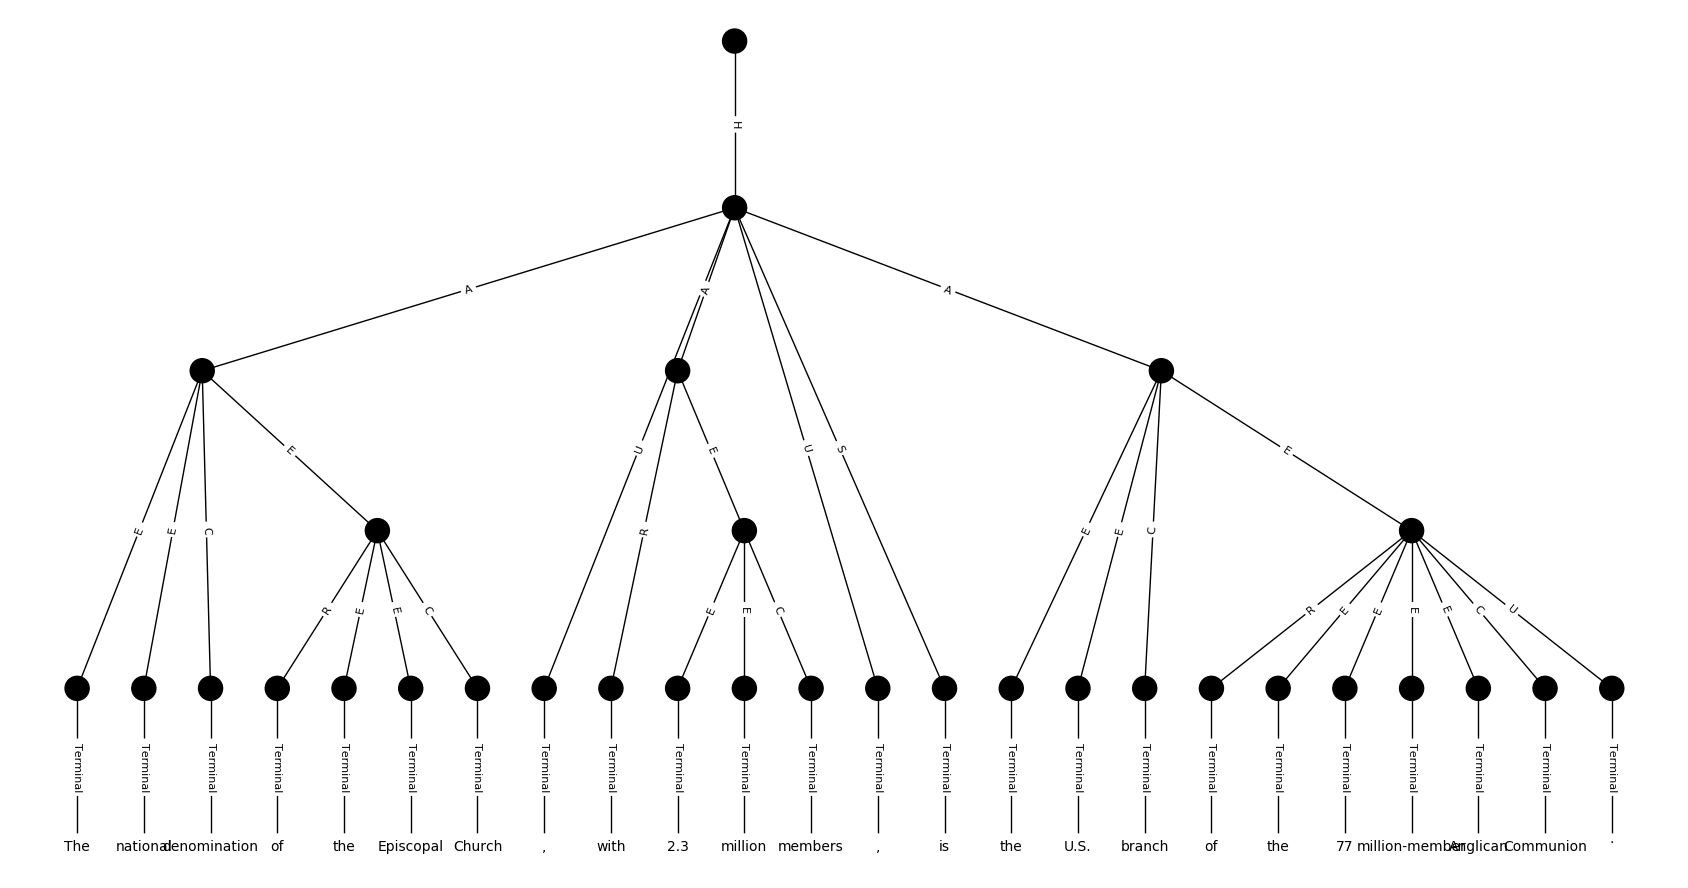 H
A A A
U U S
E E E
E E C R E E C
R E E C R E E E E C U
E E C
Terminal Terminal Terminal Terminal Terminal Terminal Terminal Terminal Terminal Terminal Terminal Terminal Terminal Terminal Terminal Terminal Terminal Terminal Terminal Terminal Terminal Terminal Terminal Terminal
The national denomination of the Episcopal Church , with 2.3 million members , is the U.S. branch of the 77 million-member Anglican Communion .